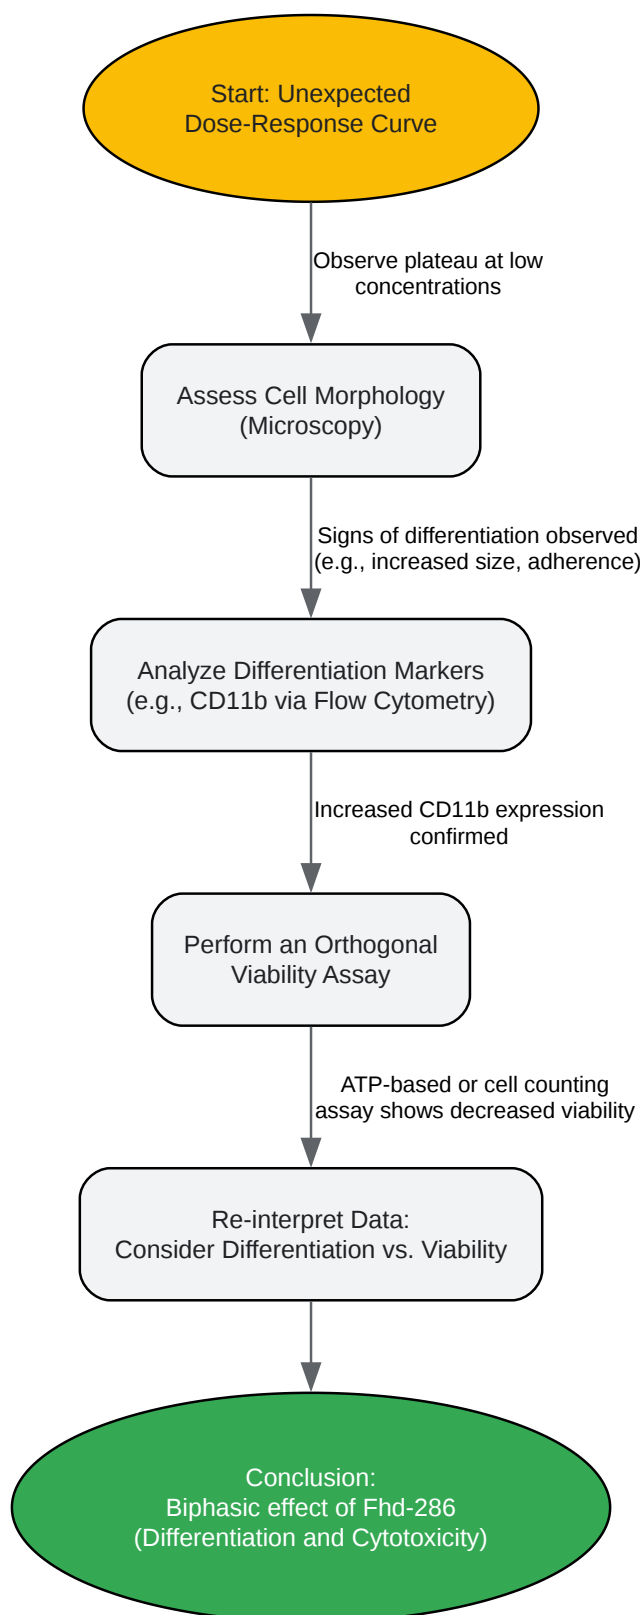 Start: Unexpected
Dose-Response Curve
Observe plateau at low
concentrations
Assess Cell Morphology
(Microscopy)
Signs of differentiation observed
(e.g., increased size, adherence)
Analyze Differentiation Markers
(e.g., CD11b via Flow Cytometry)
Increased CD11b expression
confirmed
Perform an Orthogonal
Viability Assay
ATP-based or cell counting
assay shows decreased viability
Re-interpret Data:
Consider Differentiation vs. Viability
Conclusion:
Biphasic effect of Fhd-286
(Differentiation and Cytotoxicity)